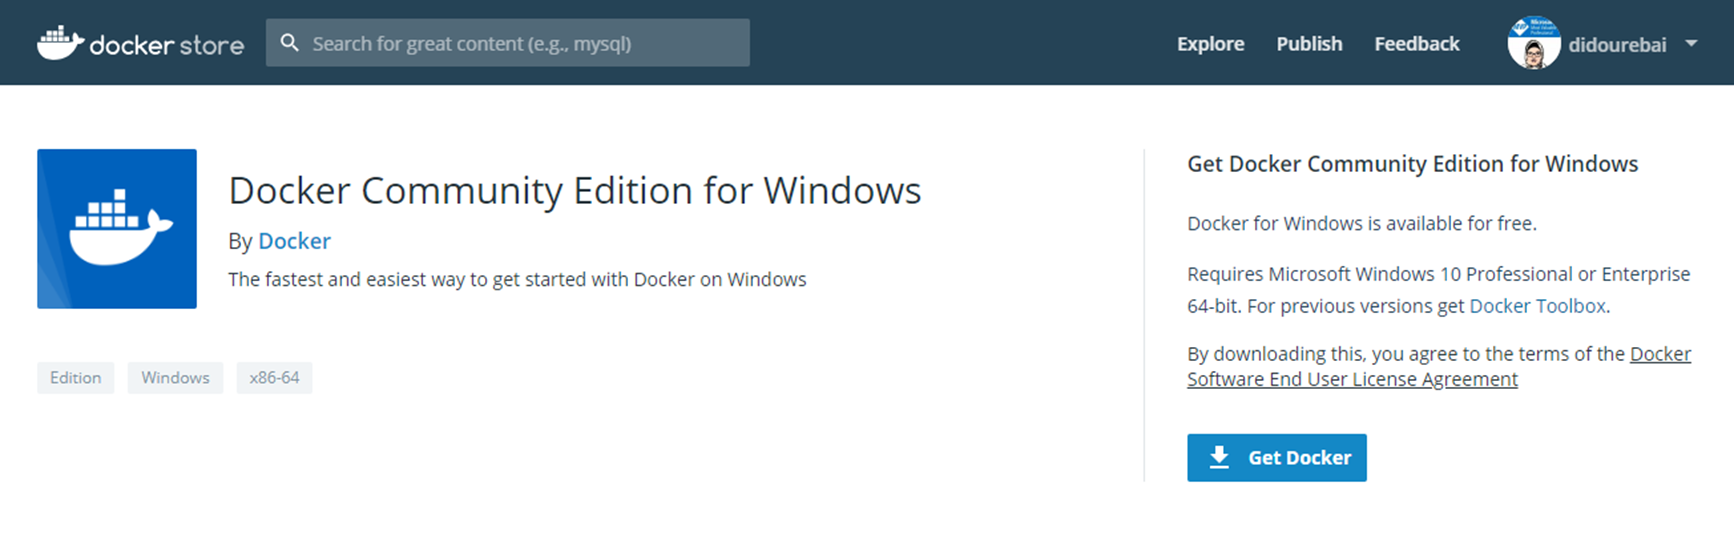 docker store
Search for great content (e.g., mysql)
Explore Publish Feedback didourebai
Docker Community Edition for Windows
By Docker
The fastest and easiest way to get started with Docker on Windows
Edition Windows x86-64
Get Docker Community Edition for Windows
Docker for Windows is available for free.
Requires Microsoft Windows 10 Professional or Enterprise
64-bit. For previous versions get Docker Toolbox.
By downloading this, you agree to the terms of the Docker
Software End User License Agreement
Get Docker